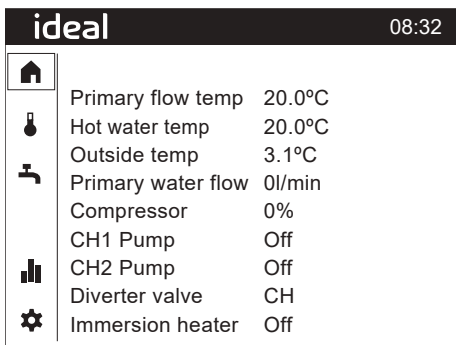 ideal 08:32
Primary flow temp 20.0ºC
Hot water temp 20.0ºC
Outside temp 3.1ºC
Primary water flow 0l/min
Compressor 0%
CH1 Pump Off
CH2 Pump Off
Diverter valve CH
Immersion heater Off